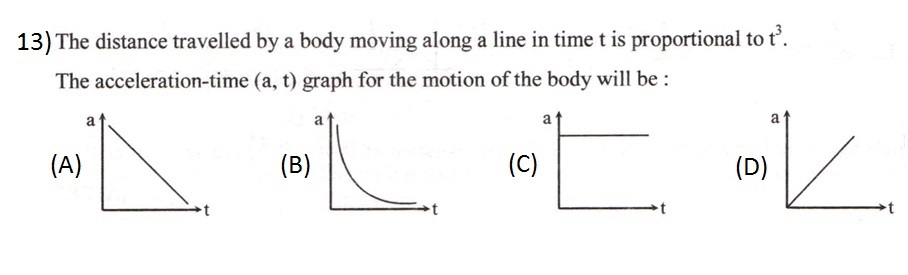 13) The distance travelled by a body moving along a line in time t is proportional to t³.
The acceleration-time (a, t) graph for the motion of the body will be :
(A) a t (B) a t (C) a t (D) a t